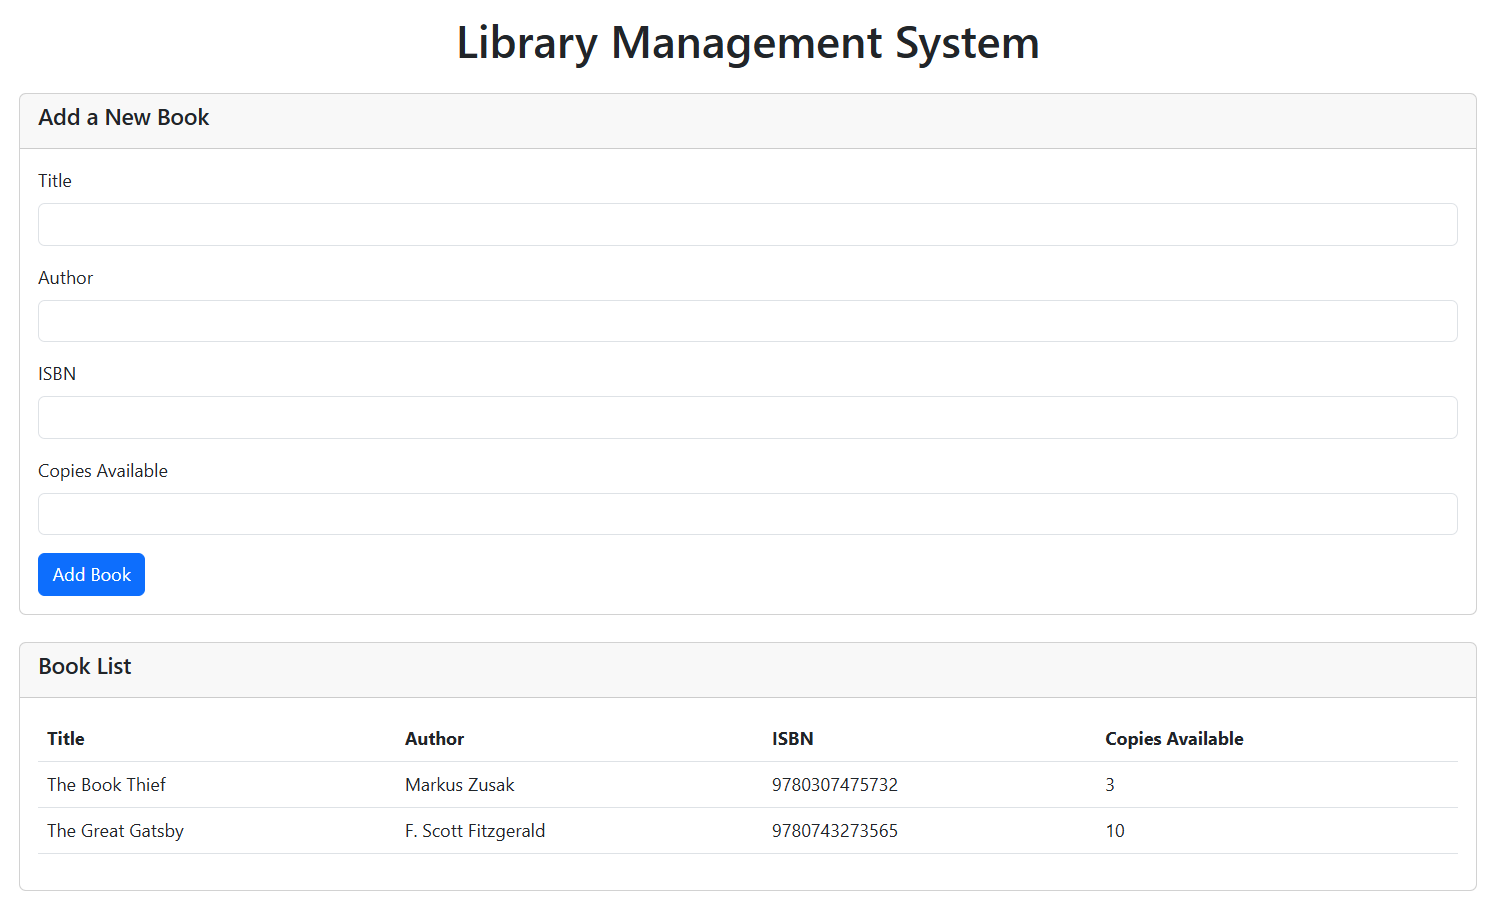 Library Management System
Add a New Book
Title
Author
ISBN
Copies Available
Add Book
Book List
Title Author ISBN Copies Available
The Book Thief Markus Zusak 9780307475732 3
The Great Gatsby F. Scott Fitzgerald 9780743273565 10